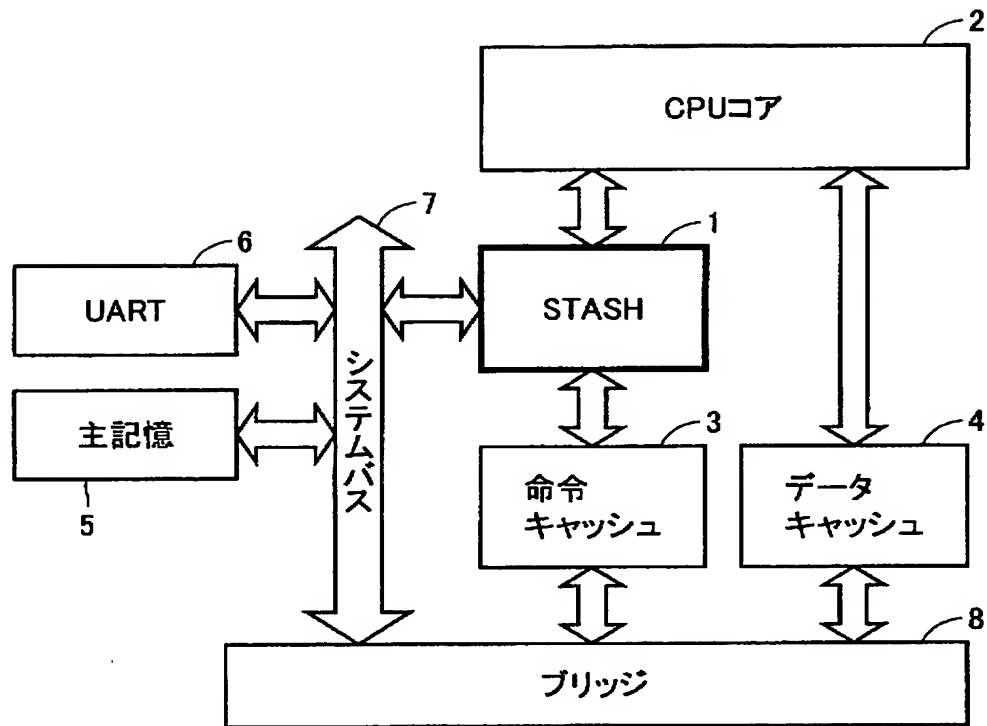 2
CPUコア
7
1
6
UART
STASH
システムバス
主記憶
5
3
命令
キャッシュ
4
データ
キャッシュ
8
ブリッジ